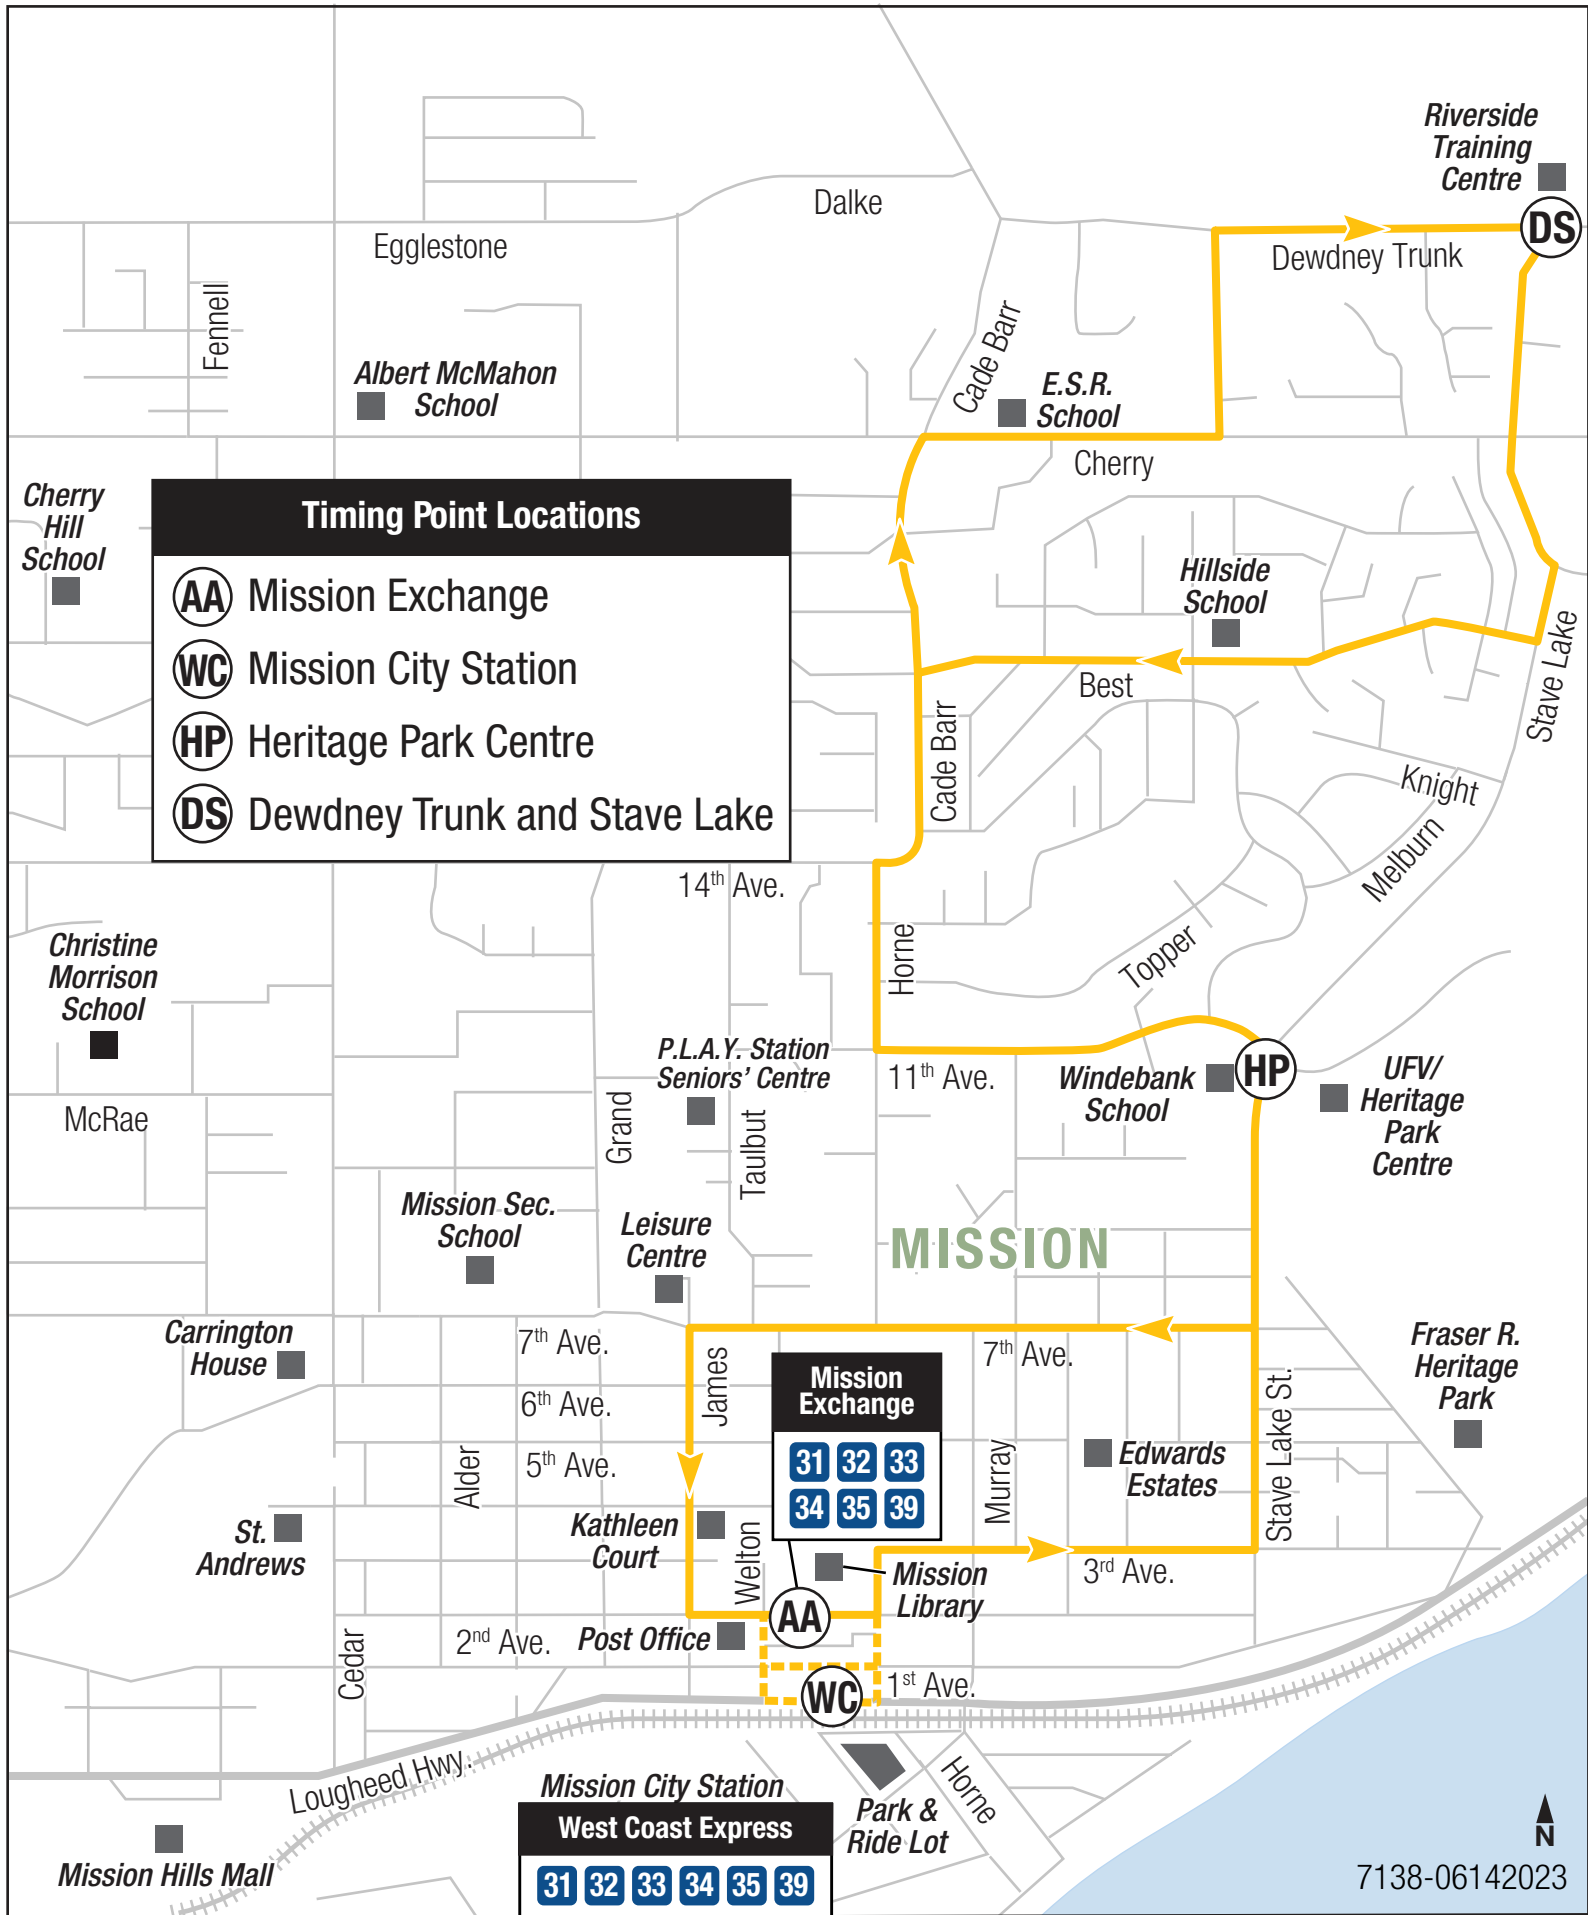 Riverside
Training
Centre
DS
Dalke
Egglestone
Dewdney Trunk
Fennell
Cade Barr
Albert McMahon
School
E.S.R.
School
Cherry
Cherry
Hill
School
Timing Point Locations
AA Mission Exchange
WC Mission City Station
HP Heritage Park Centre
DS Dewdney Trunk and Stave Lake
Hillside
School
Stave Lake
Best
Cade Barr
Knight
Melburn
14th Ave.
Christine
Morrison
School
Horne
Topper
P.L.A.Y. Station
Seniors' Centre
11th Ave.
Windebank
School
HP
UFV/
Heritage
Park
Centre
McRae
Grand
Taulbut
Mission Sec.
School
Leisure
Centre
MISSION
Carrington
House
7th Ave.
7th Ave.
James
Fraser R.
Heritage
Park
6th Ave.
Mission
Exchange
31 32 33
34 35 39
Stave Lake St.
5th Ave.
Alder
Murray
Edwards
Estates
St.
Andrews
Kathleen
Court
Welton
Mission
Library
3rd Ave.
AA
2nd Ave.
Post Office
Cedar
WC
1st Ave.
Lougheed Hwy.
Mission City Station
West Coast Express
31 32 33 34 35 39
Park &
Ride Lot
Horne
Mission Hills Mall
N
7138-06142023